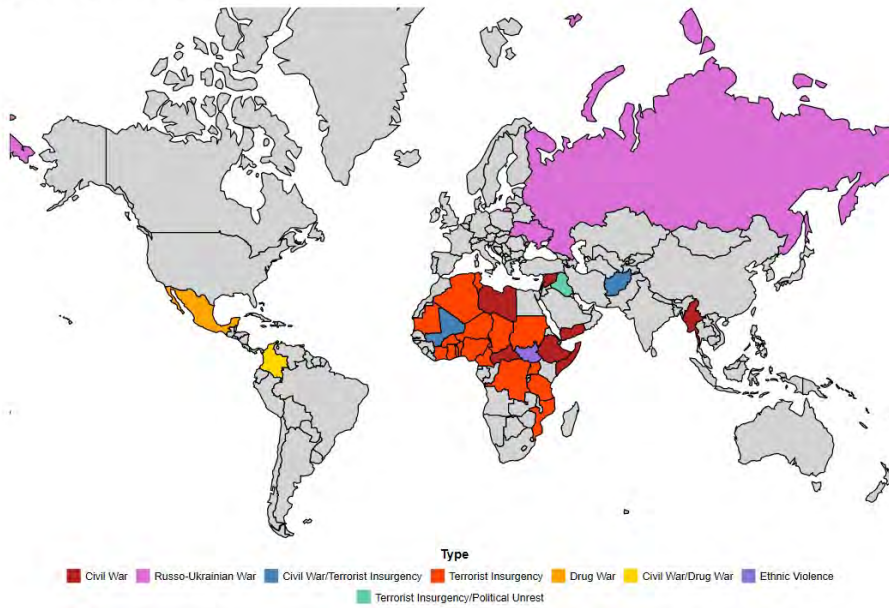 Type
Civil War Russo-Ukrainian War Civil War/Terrorist Insurgency Terrorist Insurgency Drug War Civil War/Drug War Ethnic Violence
Terrorist Insurgency/Political Unrest